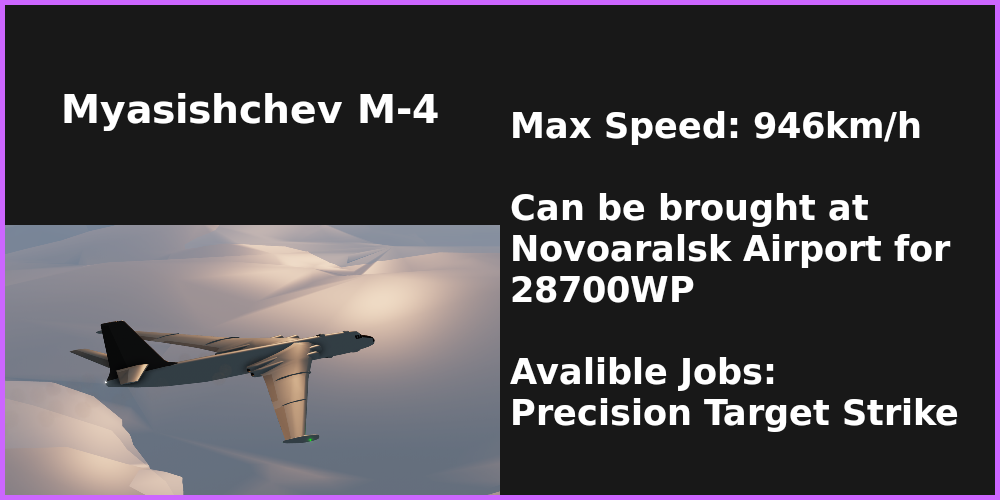 Myasishchev M-4
Max Speed: 946km/h
Can be brought at
Novoaralsk Airport for
28700WP
Avalible Jobs:
Precision Target Strike